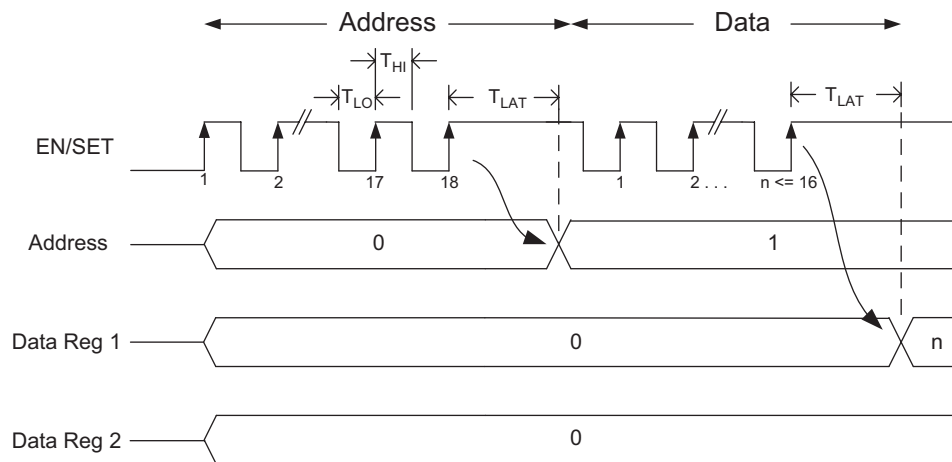 Address Data
T_HI
T_LO T_LAT T_LAT
EN/SET
1 2 17 18 1 2 . . . n <= 16
Address 0 1
Data Reg 1 0 n
Data Reg 2 0